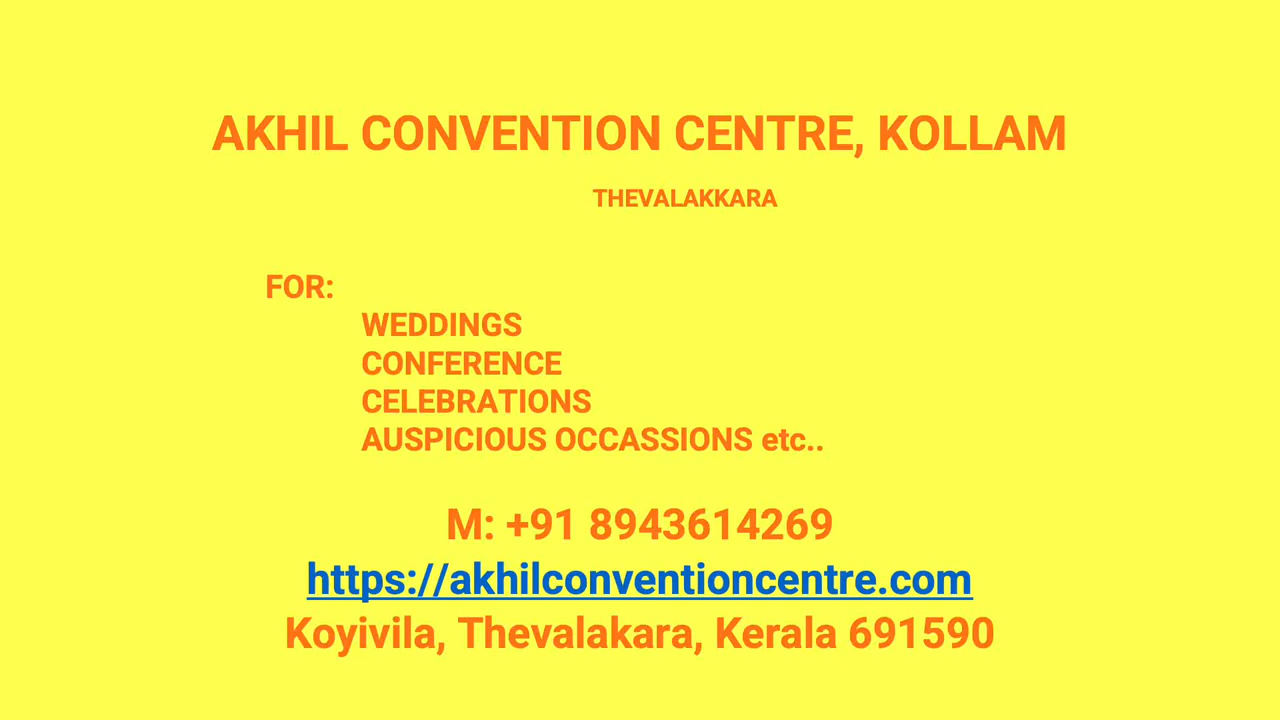 AKHIL CONVENTION CENTRE, KOLLAM
THEVALAKKARA
FOR:
WEDDINGS
CONFERENCE
CELEBRATIONS
AUSPICIOUS OCCASSIONS etc..
M: +91 8943614269
https://akhilconventioncentre.com
Koyivila, Thevalakara, Kerala 691590